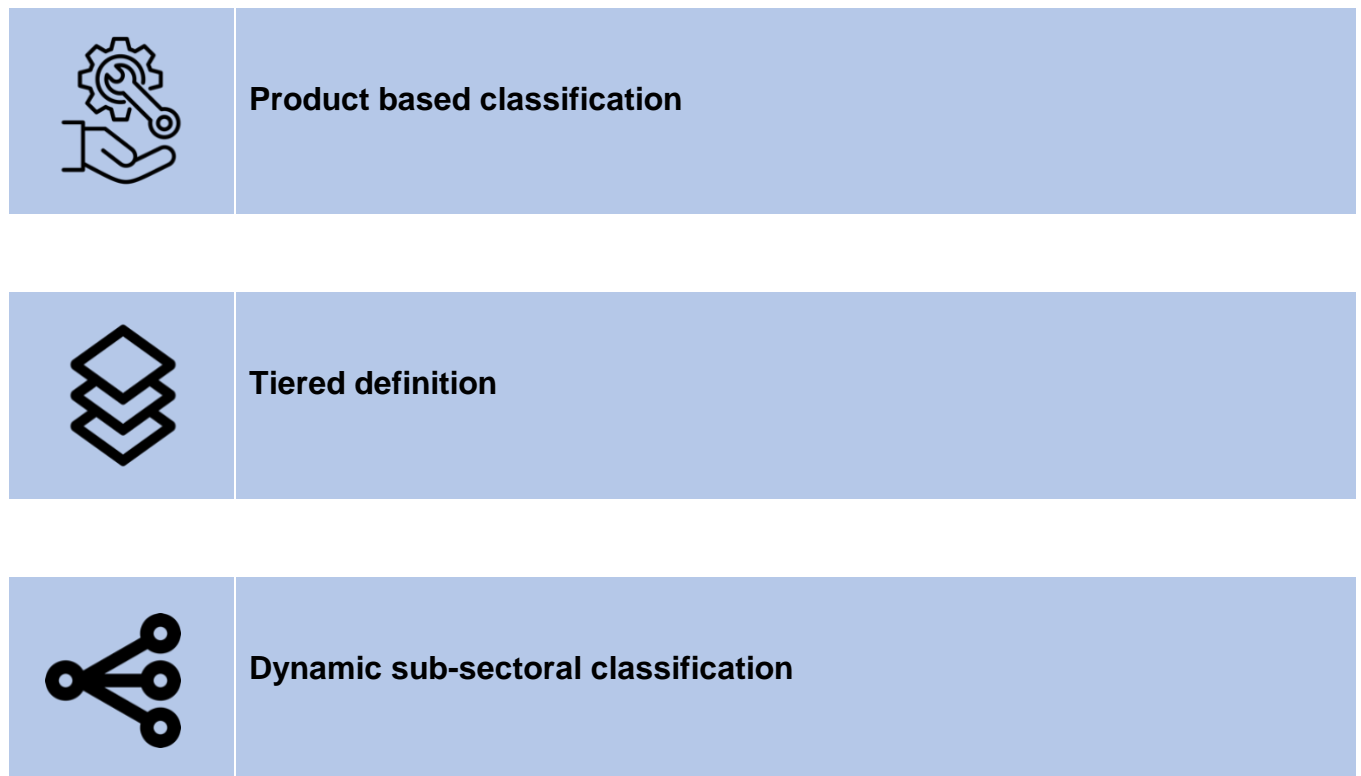 Product based classification
Tiered definition
Dynamic sub-sectoral classification